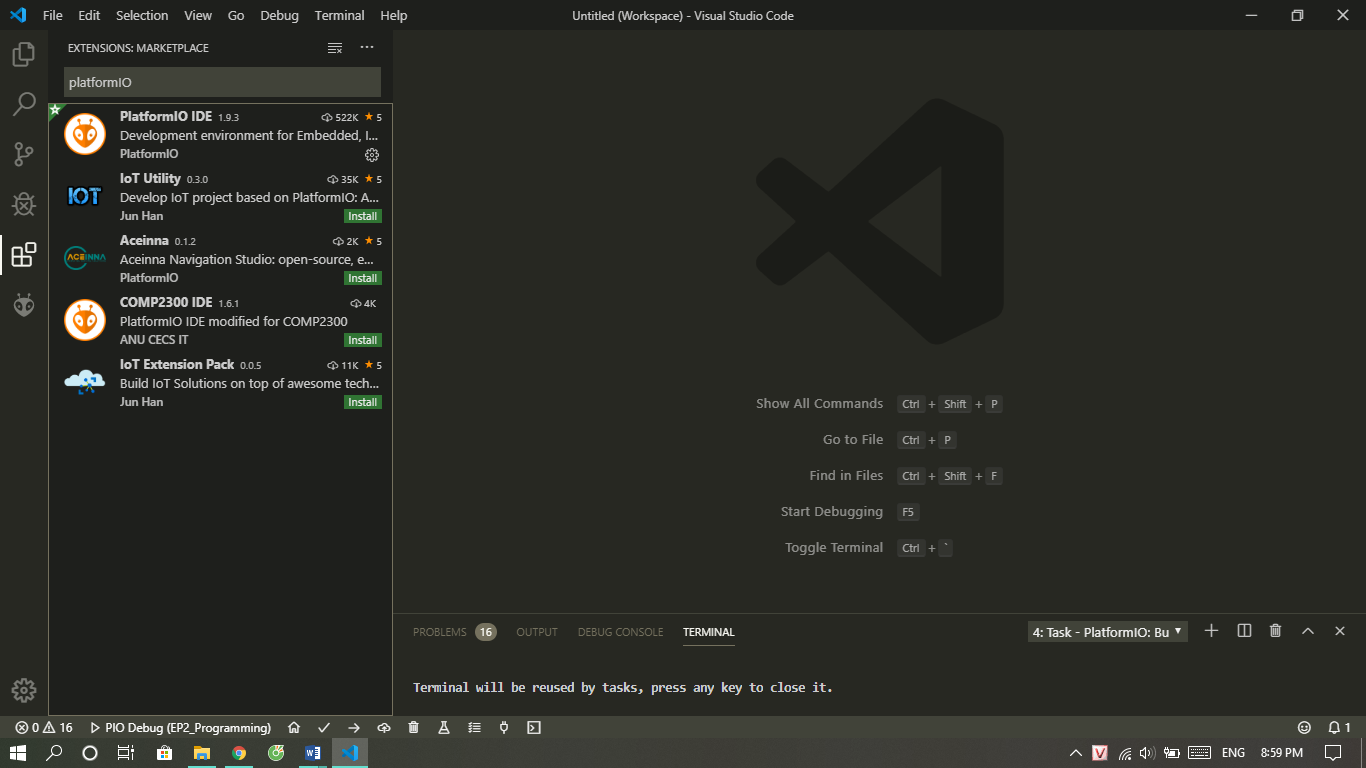 File Edit Selection View Go Debug Terminal Help Untitled (Workspace) - Visual Studio Code
EXTENSIONS: MARKETPLACE
platformIO
PlatformIO IDE 1.9.3 522K 5
Development environment for Embedded, I...
PlatformIO
IoT Utility 0.3.0 35K 5
Develop IoT project based on PlatformIO: A...
Jun Han Install
Aceinna 0.1.2 2K 5
Aceinna Navigation Studio: open-source, e...
PlatformIO Install
COMP2300 IDE 1.6.1 4K
PlatformIO IDE modified for COMP2300
ANU CECS IT Install
IoT Extension Pack 0.0.5 11K 5
Build IoT Solutions on top of awesome tech...
Jun Han Install
IOT
ACEINNA
Show All Commands Ctrl + Shift + P
Go to File Ctrl + P
Find in Files Ctrl + Shift + F
Start Debugging F5
Toggle Terminal Ctrl + `
PROBLEMS 16 OUTPUT DEBUG CONSOLE TERMINAL 4: Task - PlatformIO: Bu
Terminal will be reused by tasks, press any key to close it.
0 16 PIO Debug (EP2_Programming) 1
V ENG 8:59 PM